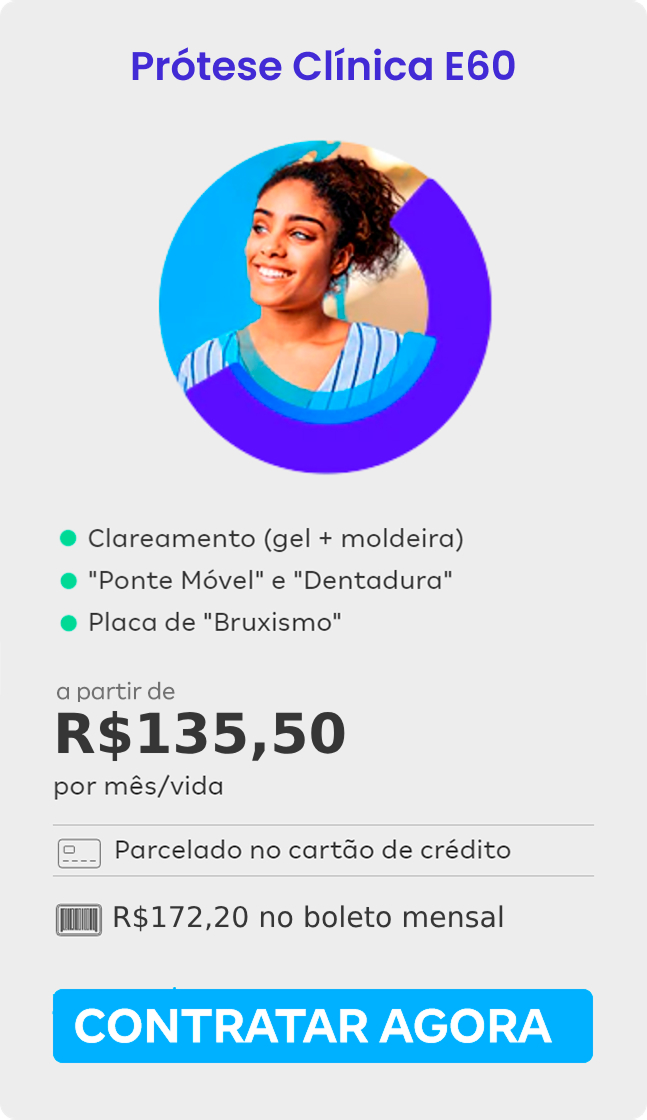 Prótese Clínica E60
Clareamento (gel + moldeira)
"Ponte Móvel" e "Dentadura"
Placa de "Bruxismo"
a partir de
R$135,50
por mês/vida
Parcelado no cartão de crédito
R$172,20 no boleto mensal
CONTRATAR AGORA